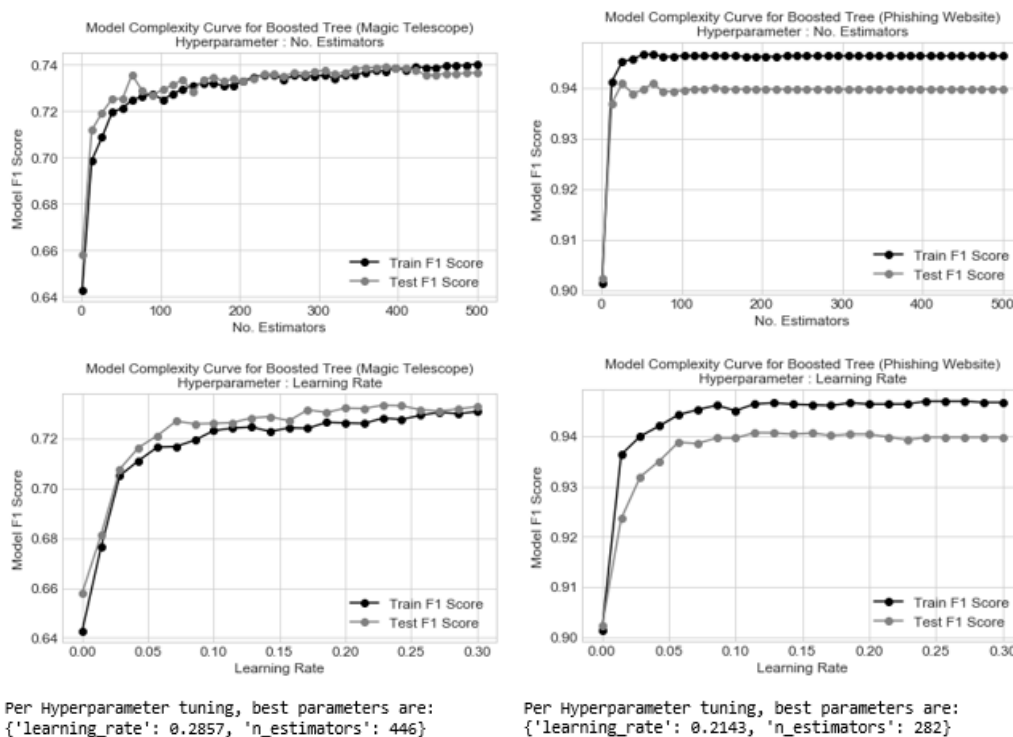 Model Complexity Curve for Boosted Tree (Magic Telescope)
Hyperparameter : No. Estimators
0.74
0.72
0.70
0.68
0.66
0.64
Model F1 Score
Train F1 Score
Test F1 Score
0 100 200 300 400 500
No. Estimators
Model Complexity Curve for Boosted Tree (Phishing Website)
Hyperparameter : No. Estimators
0.94
0.93
0.92
0.91
0.90
Model F1 Score
Train F1 Score
Test F1 Score
0 100 200 300 400 500
No. Estimators
Model Complexity Curve for Boosted Tree (Magic Telescope)
Hyperparameter : Learning Rate
0.72
0.70
0.68
0.66
0.64
Model F1 Score
Train F1 Score
Test F1 Score
0.00 0.05 0.10 0.15 0.20 0.25 0.30
Learning Rate
Model Complexity Curve for Boosted Tree (Phishing Website)
Hyperparameter : Learning Rate
0.94
0.93
0.92
0.91
0.90
Model F1 Score
Train F1 Score
Test F1 Score
0.00 0.05 0.10 0.15 0.20 0.25 0.30
Learning Rate
Per Hyperparameter tuning, best parameters are:
{'learning_rate': 0.2857, 'n_estimators': 446}
Per Hyperparameter tuning, best parameters are:
{'learning_rate': 0.2143, 'n_estimators': 282}